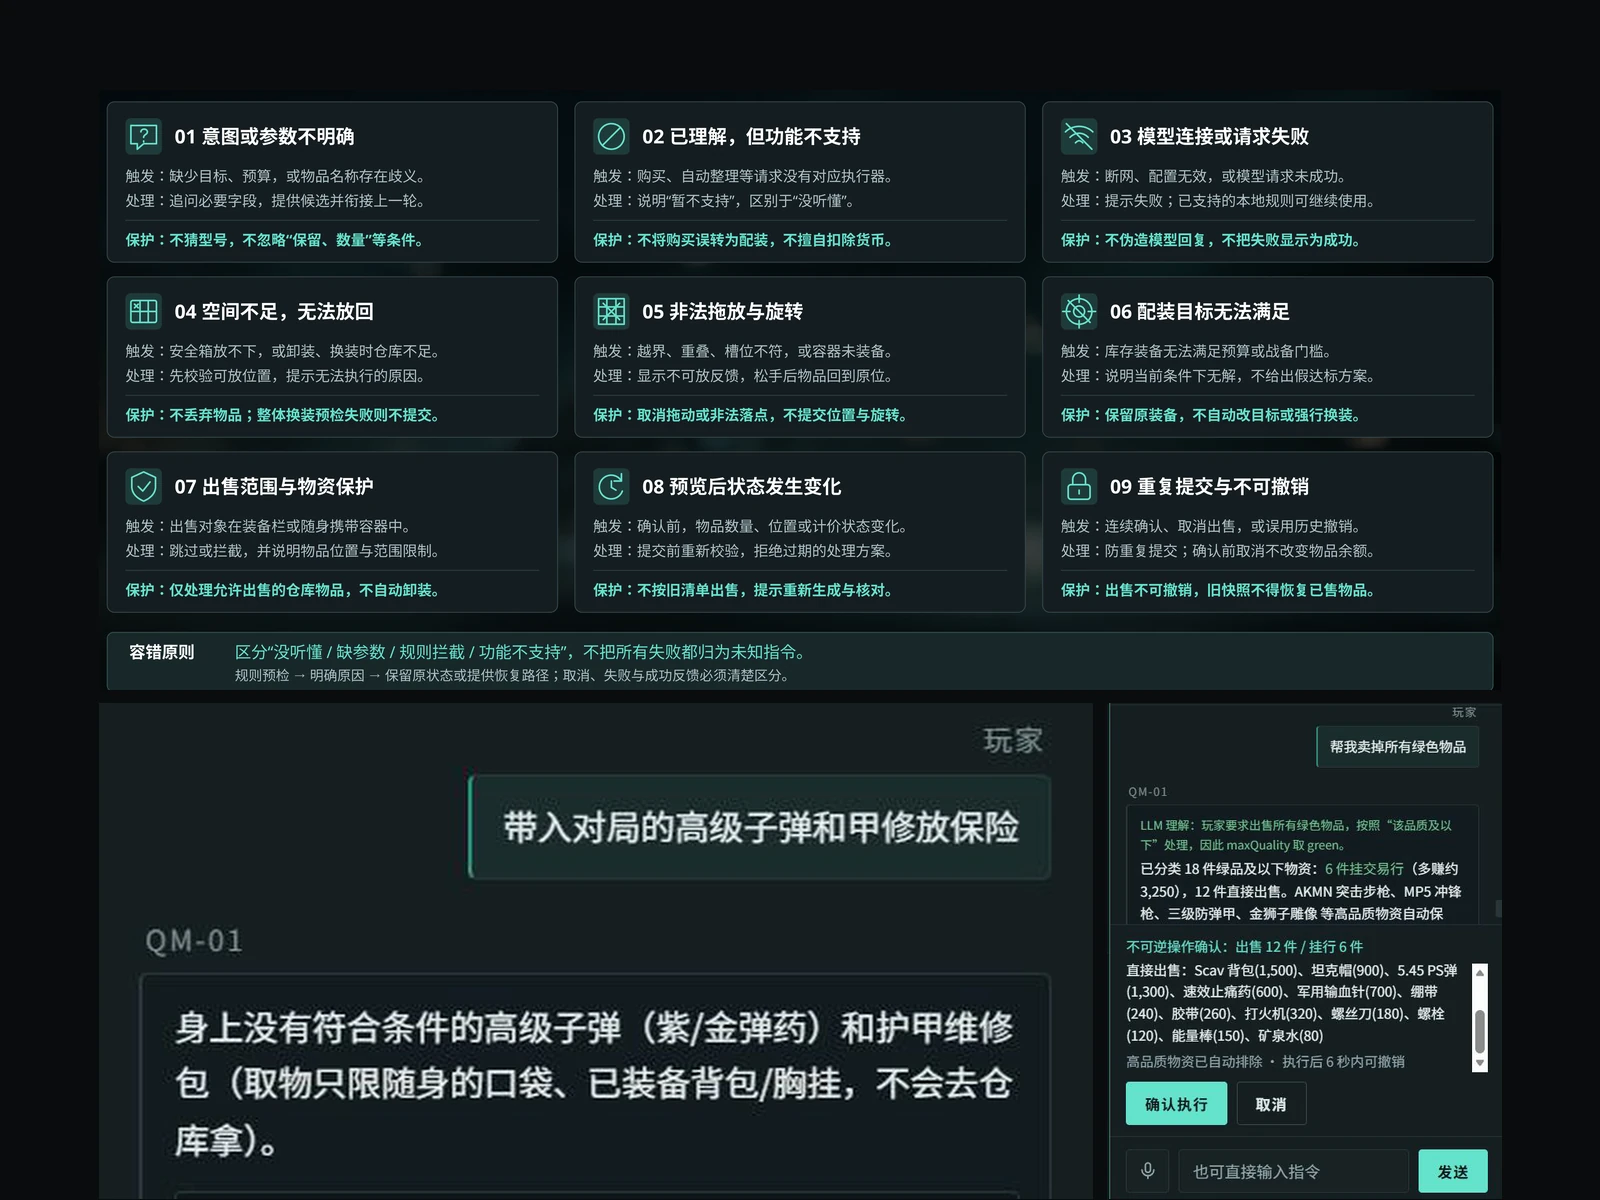 01 意图或参数不明确
触发：缺少目标、预算，或物品名称存在歧义。
处理：追问必要字段，提供候选并衔接上一轮。
保护：不猜型号，不忽略“保留、数量”等条件。
02 已理解，但功能不支持
触发：购买、自动整理等请求没有对应执行器。
处理：说明“暂不支持”，区别于“没听懂”。
保护：不将购买误转为配装，不擅自扣除货币。
03 模型连接或请求失败
触发：断网、配置无效，或模型请求未成功。
处理：提示失败；已支持的本地规则可继续使用。
保护：不伪造模型回复，不把失败显示为成功。
04 空间不足，无法放回
触发：安全箱放不下，或卸装、换装时仓库不足。
处理：先校验可放位置，提示无法执行的原因。
保护：不丢弃物品；整体换装预检失败则不提交。
05 非法拖放与旋转
触发：越界、重叠、槽位不符，或容器未装备。
处理：显示不可放反馈，松手后物品回到原位。
保护：取消拖动或非法落点，不提交位置与旋转。
06 配装目标无法满足
触发：库存装备无法满足预算或战备门槛。
处理：说明当前条件下无解，不给出假达标方案。
保护：保留原装备，不自动改目标或强行换装。
07 出售范围与物资保护
触发：出售对象在装备栏或随身携带容器中。
处理：跳过或拦截，并说明物品位置与范围限制。
保护：仅处理允许出售的仓库物品，不自动卸装。
08 预览后状态发生变化
触发：确认前，物品数量、位置或计价状态变化。
处理：提交前重新校验，拒绝过期的处理方案。
保护：不按旧清单出售，提示重新生成与核对。
09 重复提交与不可撤销
触发：连续确认、取消出售，或误用历史撤销。
处理：防重复提交；确认前取消不改变物品余额。
保护：出售不可撤销，旧快照不得恢复已售物品。
容错原则
区分“没听懂 / 缺参数 / 规则拦截 / 功能不支持”，不把所有失败都归为未知指令。
规则预检 → 明确原因 → 保留原状态或提供恢复路径；取消、失败与成功反馈必须清楚区分。
玩家
带入对局的高级子弹和甲修放保险
QM-01
身上没有符合条件的高级子弹（紫/金弹药）和护甲维修
包（取物只限随身的口袋、已装备背包/胸挂，不会去仓
库拿）。
玩家
帮我卖掉所有绿色物品
QM-01
LLM 理解：玩家要求出售所有绿色物品，按照“该品质及以
下”处理，因此 maxQuality 取 green。
已分类 18 件绿品及以下物资：6 件挂交易行（多赚约
3,250），12 件直接出售。AKMN 突击步枪、MP5 冲锋
枪、三级防弹甲、金狮子雕像 等高品质物资自动保
不可逆操作确认：出售 12 件 / 挂行 6 件
直接出售：Scav 背包(1,500)、坦克帽(900)、5.45 PS弹
(1,300)、速效止痛药(600)、军用输血针(700)、绷带
(240)、胶带(260)、打火机(320)、螺丝刀(180)、螺栓
(120)、能量棒(150)、矿泉水(80)
高品质物资已自动排除 · 执行后 6 秒内可撤销
确认执行
取消
也可直接输入指令
发送